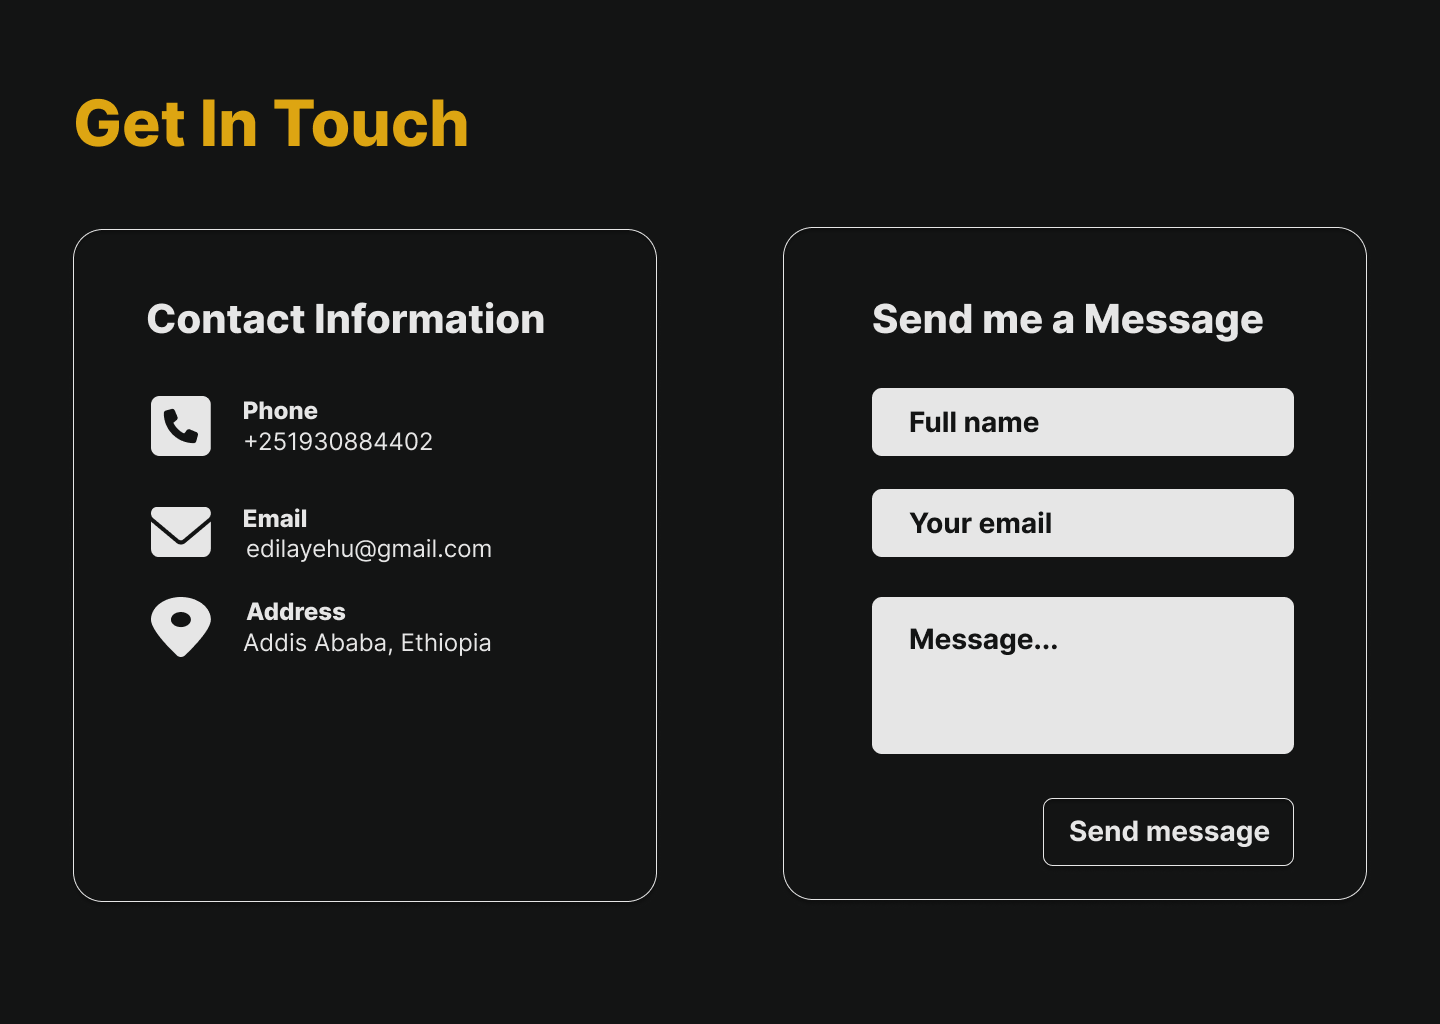 Get In Touch
Contact Information
Phone
+251930884402
Email
edilayehu@gmail.com
Address
Addis Ababa, Ethiopia
Send me a Message
Full name
Your email
Message...
Send message